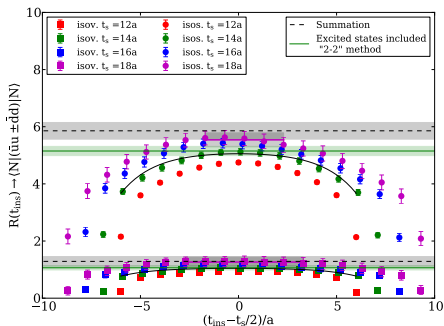 10
8
6
4
2
0
−10
−5
0
5
10
R(t_ins) → ⟨N|(ūu ± d̄d)|N⟩
(t_ins−t_s/2)/a
isov. t_s =12a
isov. t_s =14a
isov. t_s =16a
isov. t_s =18a
isos. t_s =12a
isos. t_s =14a
isos. t_s =16a
isos. t_s =18a
Summation
Excited states included
"2-2" method